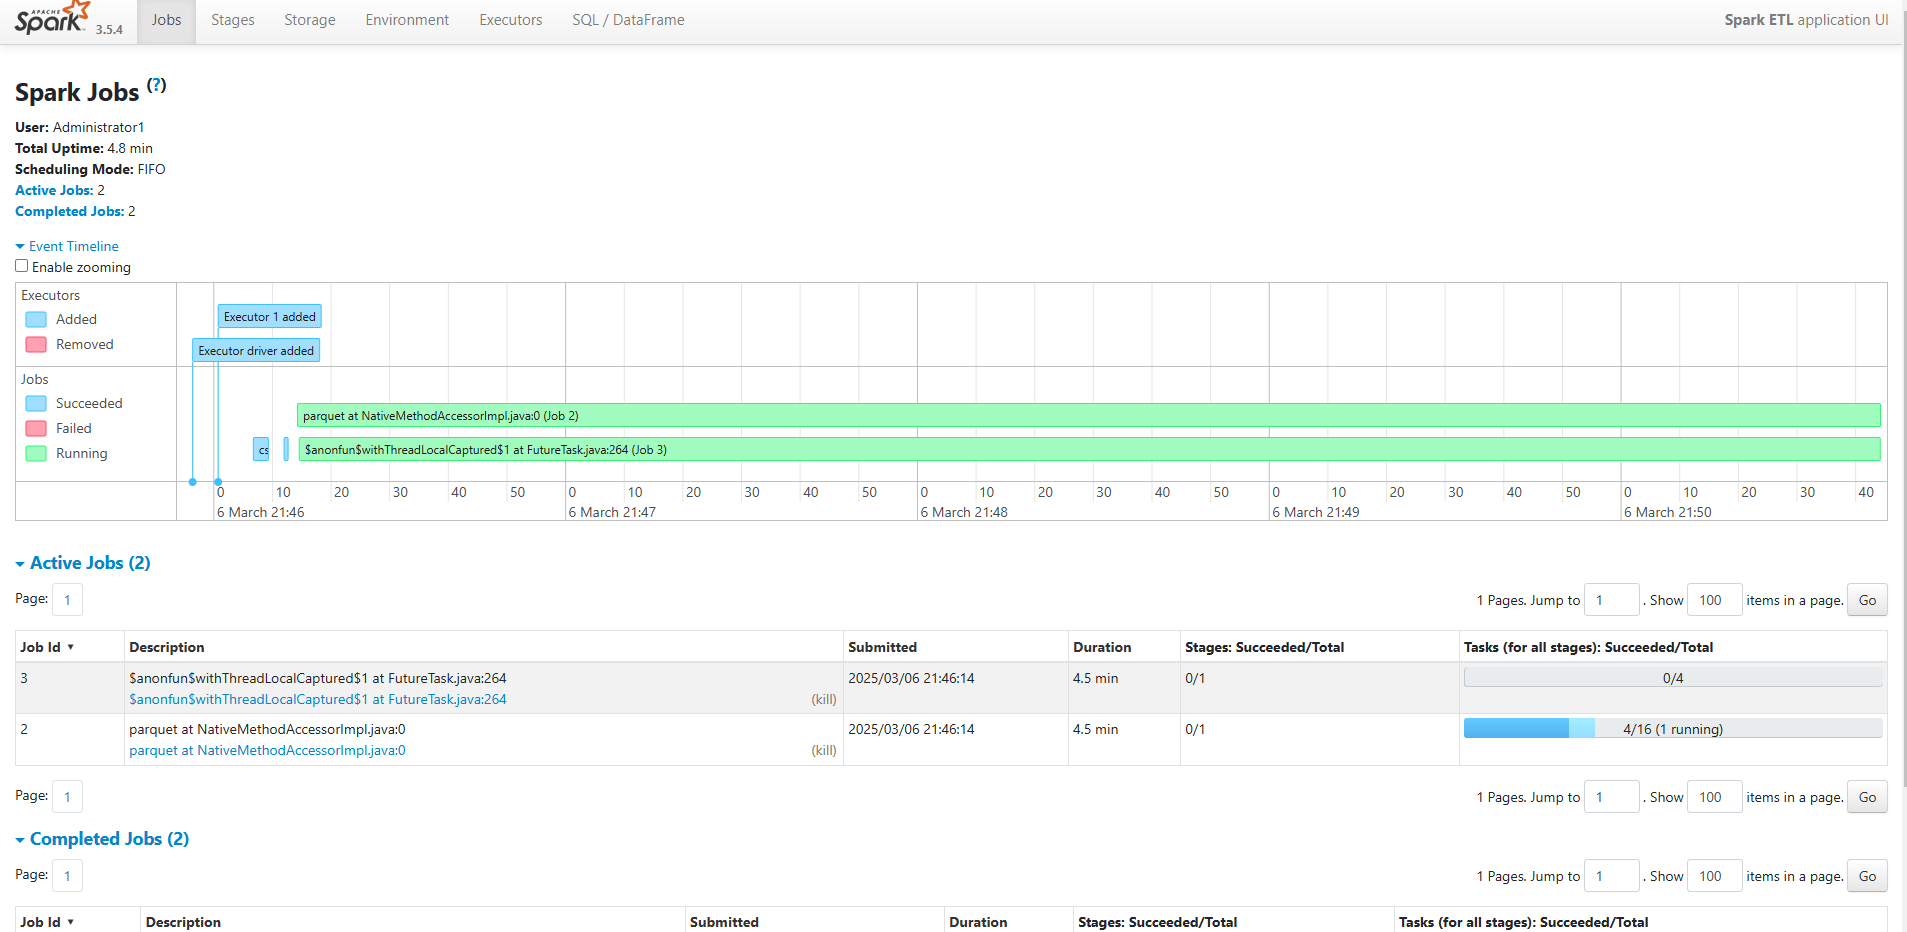 APACHE Spark 3.5.4 Jobs Stages Storage Environment Executors SQL / DataFrame Spark ETL application UI
Spark Jobs (?)
User: Administrator1
Total Uptime: 4.8 min
Scheduling Mode: FIFO
Active Jobs: 2
Completed Jobs: 2
Event Timeline
Enable zooming
Executors
Added
Removed
Executor 1 added
Executor driver added
Jobs
Succeeded
Failed
Running
parquet at NativeMethodAccessorImpl.java:0 (Job 2)
cs
$anonfun$withThreadLocalCaptured$1 at FutureTask.java:264 (Job 3)
0 10 20 30 40 50 0 10 20 30 40 50 0 10 20 30 40 50 0 10 20 30 40 50 0 10 20 30 40
6 March 21:46 6 March 21:47 6 March 21:48 6 March 21:49 6 March 21:50
Active Jobs (2)
Page: 1 1 Pages. Jump to 1 . Show 100 items in a page. Go
Job Id ▾ Description Submitted Duration Stages: Succeeded/Total Tasks (for all stages): Succeeded/Total
3 $anonfun$withThreadLocalCaptured$1 at FutureTask.java:264 2025/03/06 21:46:14 4.5 min 0/1 0/4
$anonfun$withThreadLocalCaptured$1 at FutureTask.java:264 (kill)
2 parquet at NativeMethodAccessorImpl.java:0 2025/03/06 21:46:14 4.5 min 0/1 4/16 (1 running)
parquet at NativeMethodAccessorImpl.java:0 (kill)
Page: 1 1 Pages. Jump to 1 . Show 100 items in a page. Go
Completed Jobs (2)
Page: 1 1 Pages. Jump to 1 . Show 100 items in a page. Go
Job Id ▾ Description Submitted Duration Stages: Succeeded/Total Tasks (for all stages): Succeeded/Total